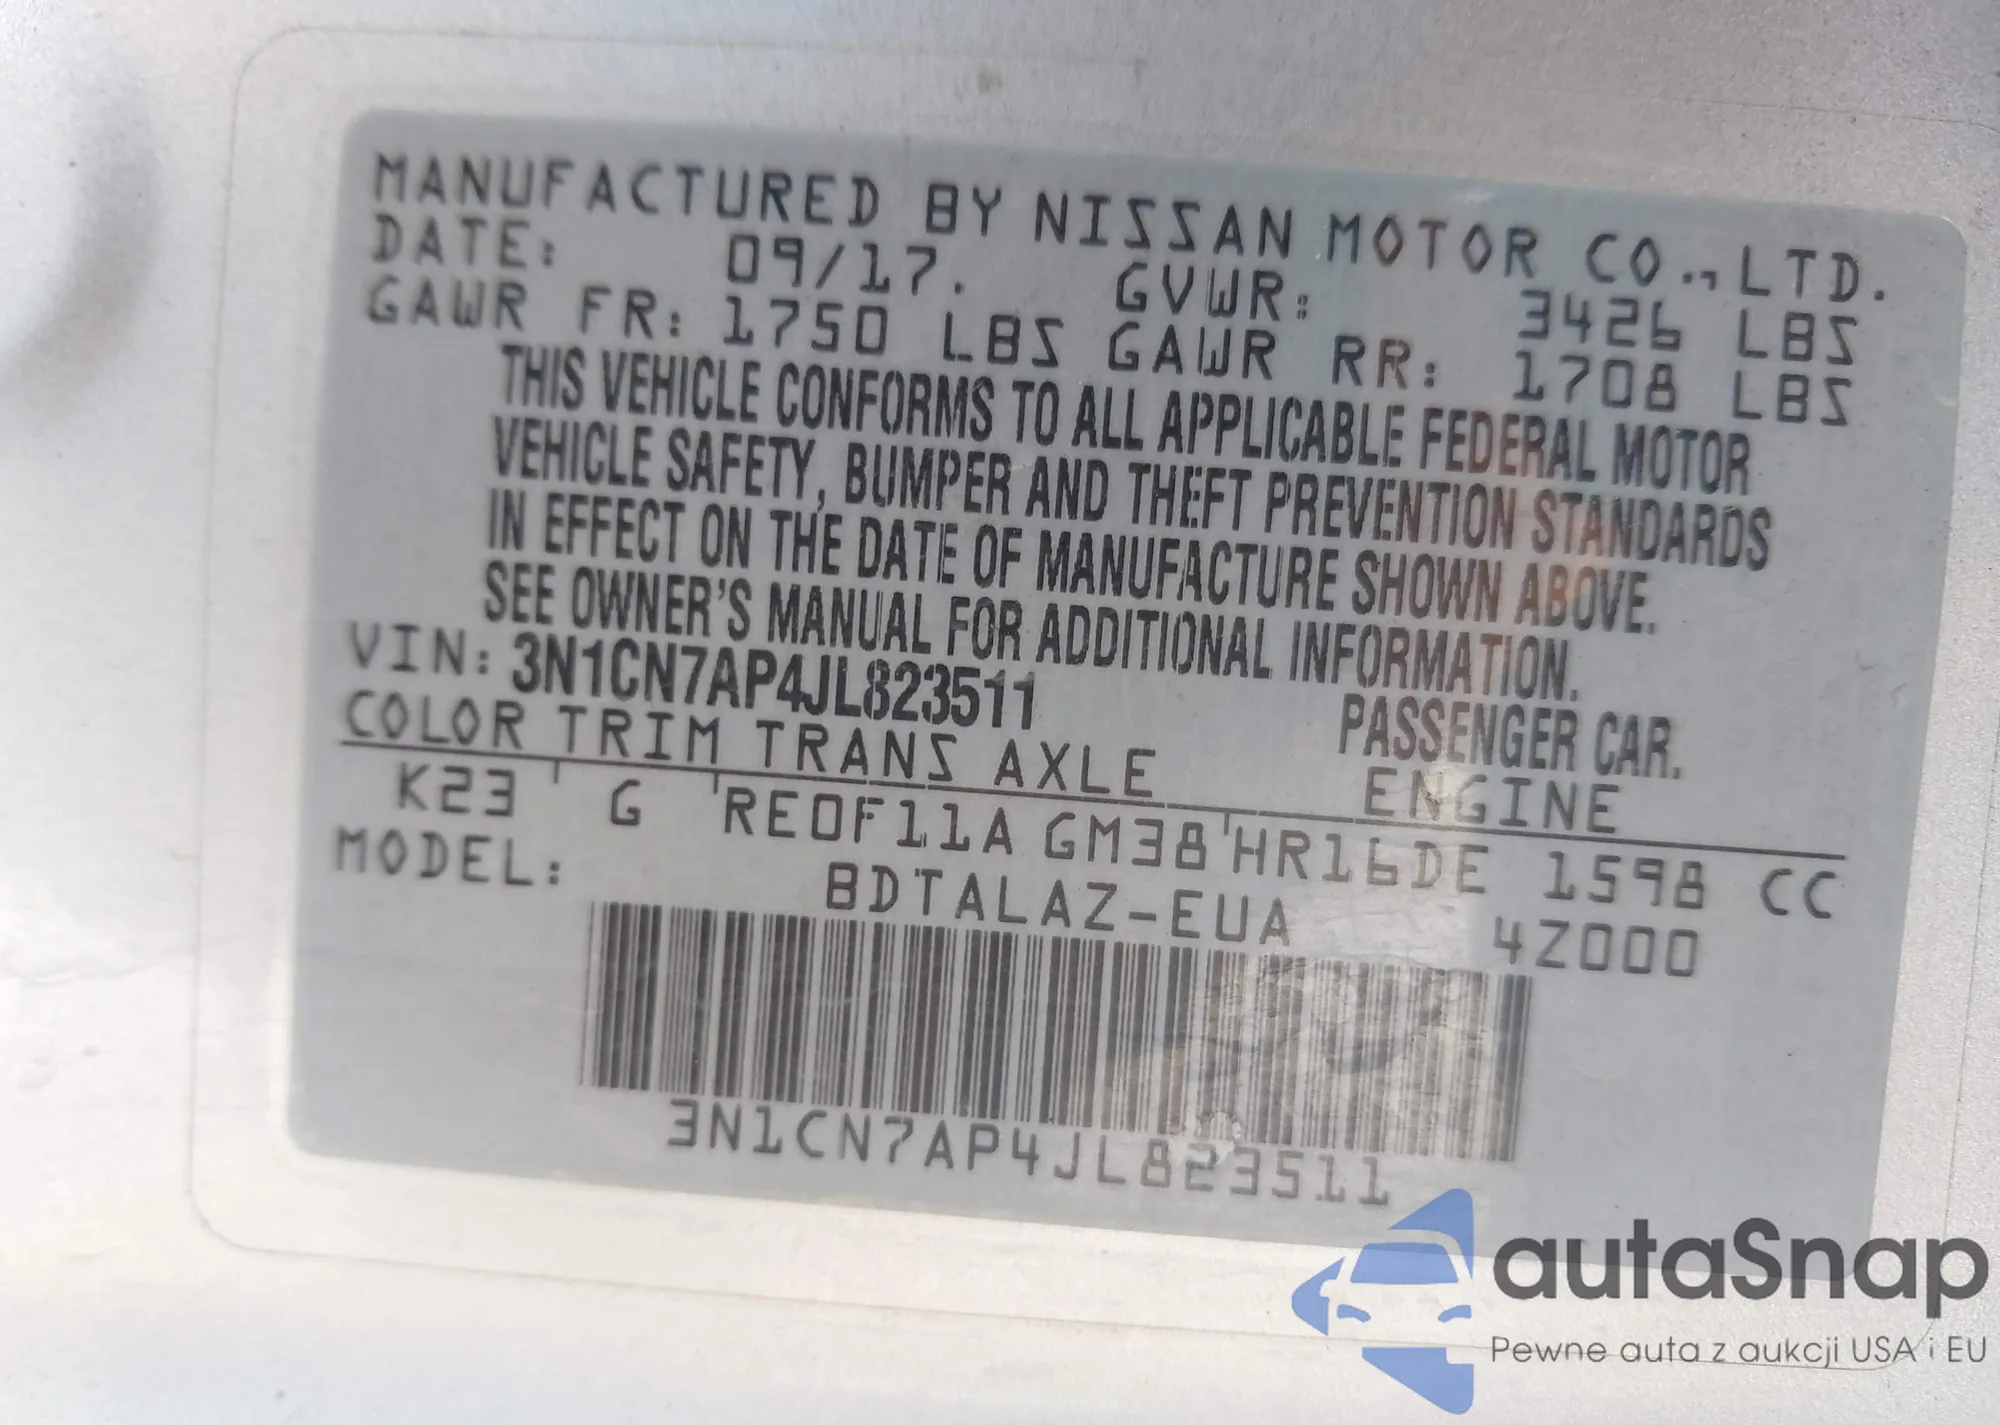 MANUFACTURED BY NISSAN MOTOR CO., LTD.
DATE: 09/17. GVWR: 3426 LBS
GAWR FR: 1750 LBS GAWR RR: 1708 LBS
THIS VEHICLE CONFORMS TO ALL APPLICABLE FEDERAL MOTOR
VEHICLE SAFETY, BUMPER AND THEFT PREVENTION STANDARDS
IN EFFECT ON THE DATE OF MANUFACTURE SHOWN ABOVE.
SEE OWNER'S MANUAL FOR ADDITIONAL INFORMATION.
VIN: 3N1CN7AP4JL823511 PASSENGER CAR.
COLOR TRIM TRANS AXLE ENGINE
K23 G RE0F11A GM38 HR16DE 1598 CC
MODEL: BDTALAZ-EUA 4Z000
3N1CN7AP4JL823511
autaSnap
Pewne auta z aukcji USA i EU